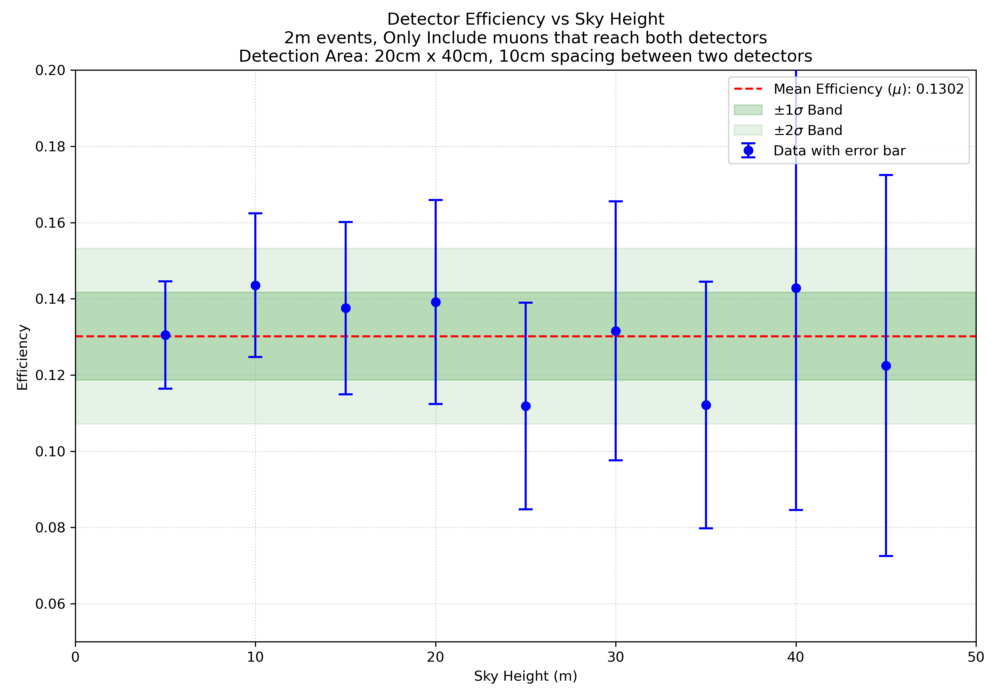 Detector Efficiency vs Sky Height
2m events, Only Include muons that reach both detectors
Detection Area: 20cm x 40cm, 10cm spacing between two detectors
Mean Efficiency (μ): 0.1302
±1σ Band
±2σ Band
Data with error bar
Efficiency
0.20
0.18
0.16
0.14
0.12
0.10
0.08
0.06
0 10 20 30 40 50
Sky Height (m)